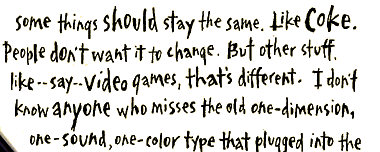 some things should stay the same. Like Coke.
People don't want it to change. But other stuff.
like--say--video games, that's different. I don't
know anyone who misses the old one-dimension,
one-sound, one-color type that plugged into the